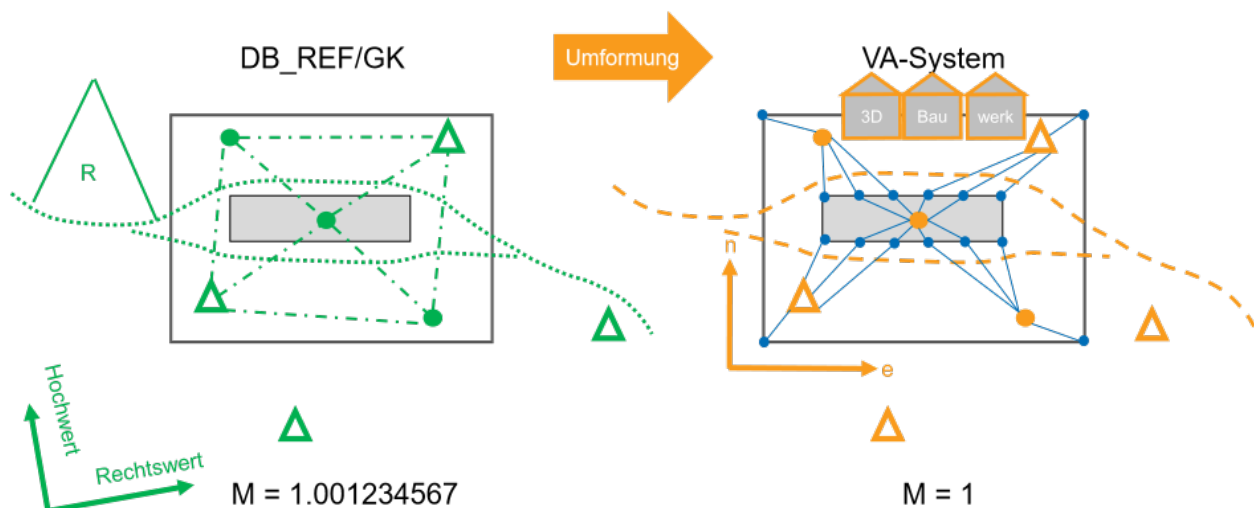 DB_REF/GK
Umformung
VA-System
3D
Bau
werk
R
n
e
Hochwert
Rechtswert
M = 1.001234567
M = 1